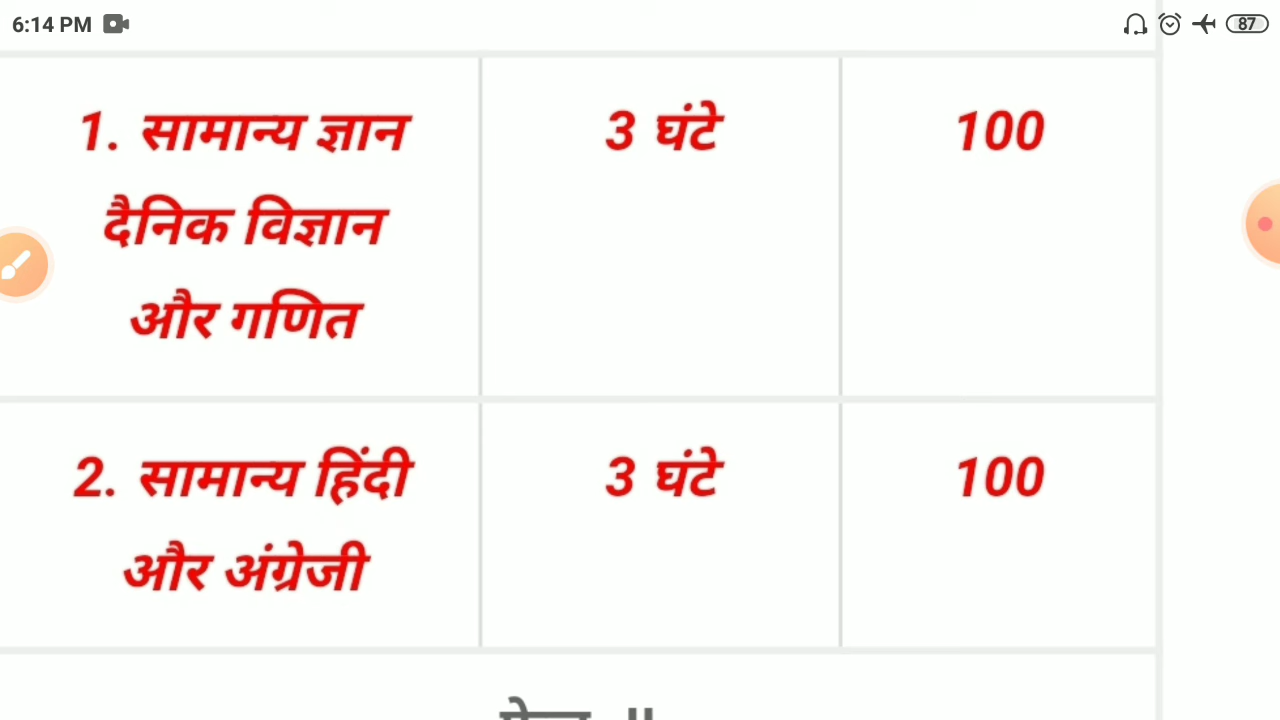 6:14 PM
87
1. सामान्य ज्ञान 3 घंटे 100
दैनिक विज्ञान
और गणित
2. सामान्य हिंदी 3 घंटे 100
और अंग्रेजी